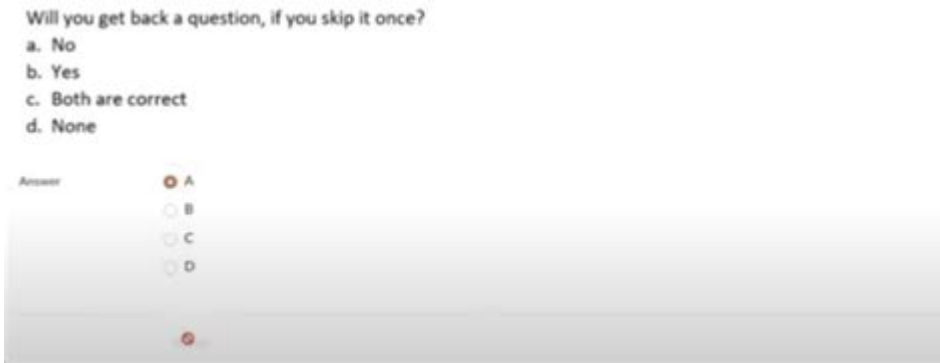 Will you get back a question, if you skip it once?
a. No
b. Yes
c. Both are correct
d. None
Answer
A
B
C
D